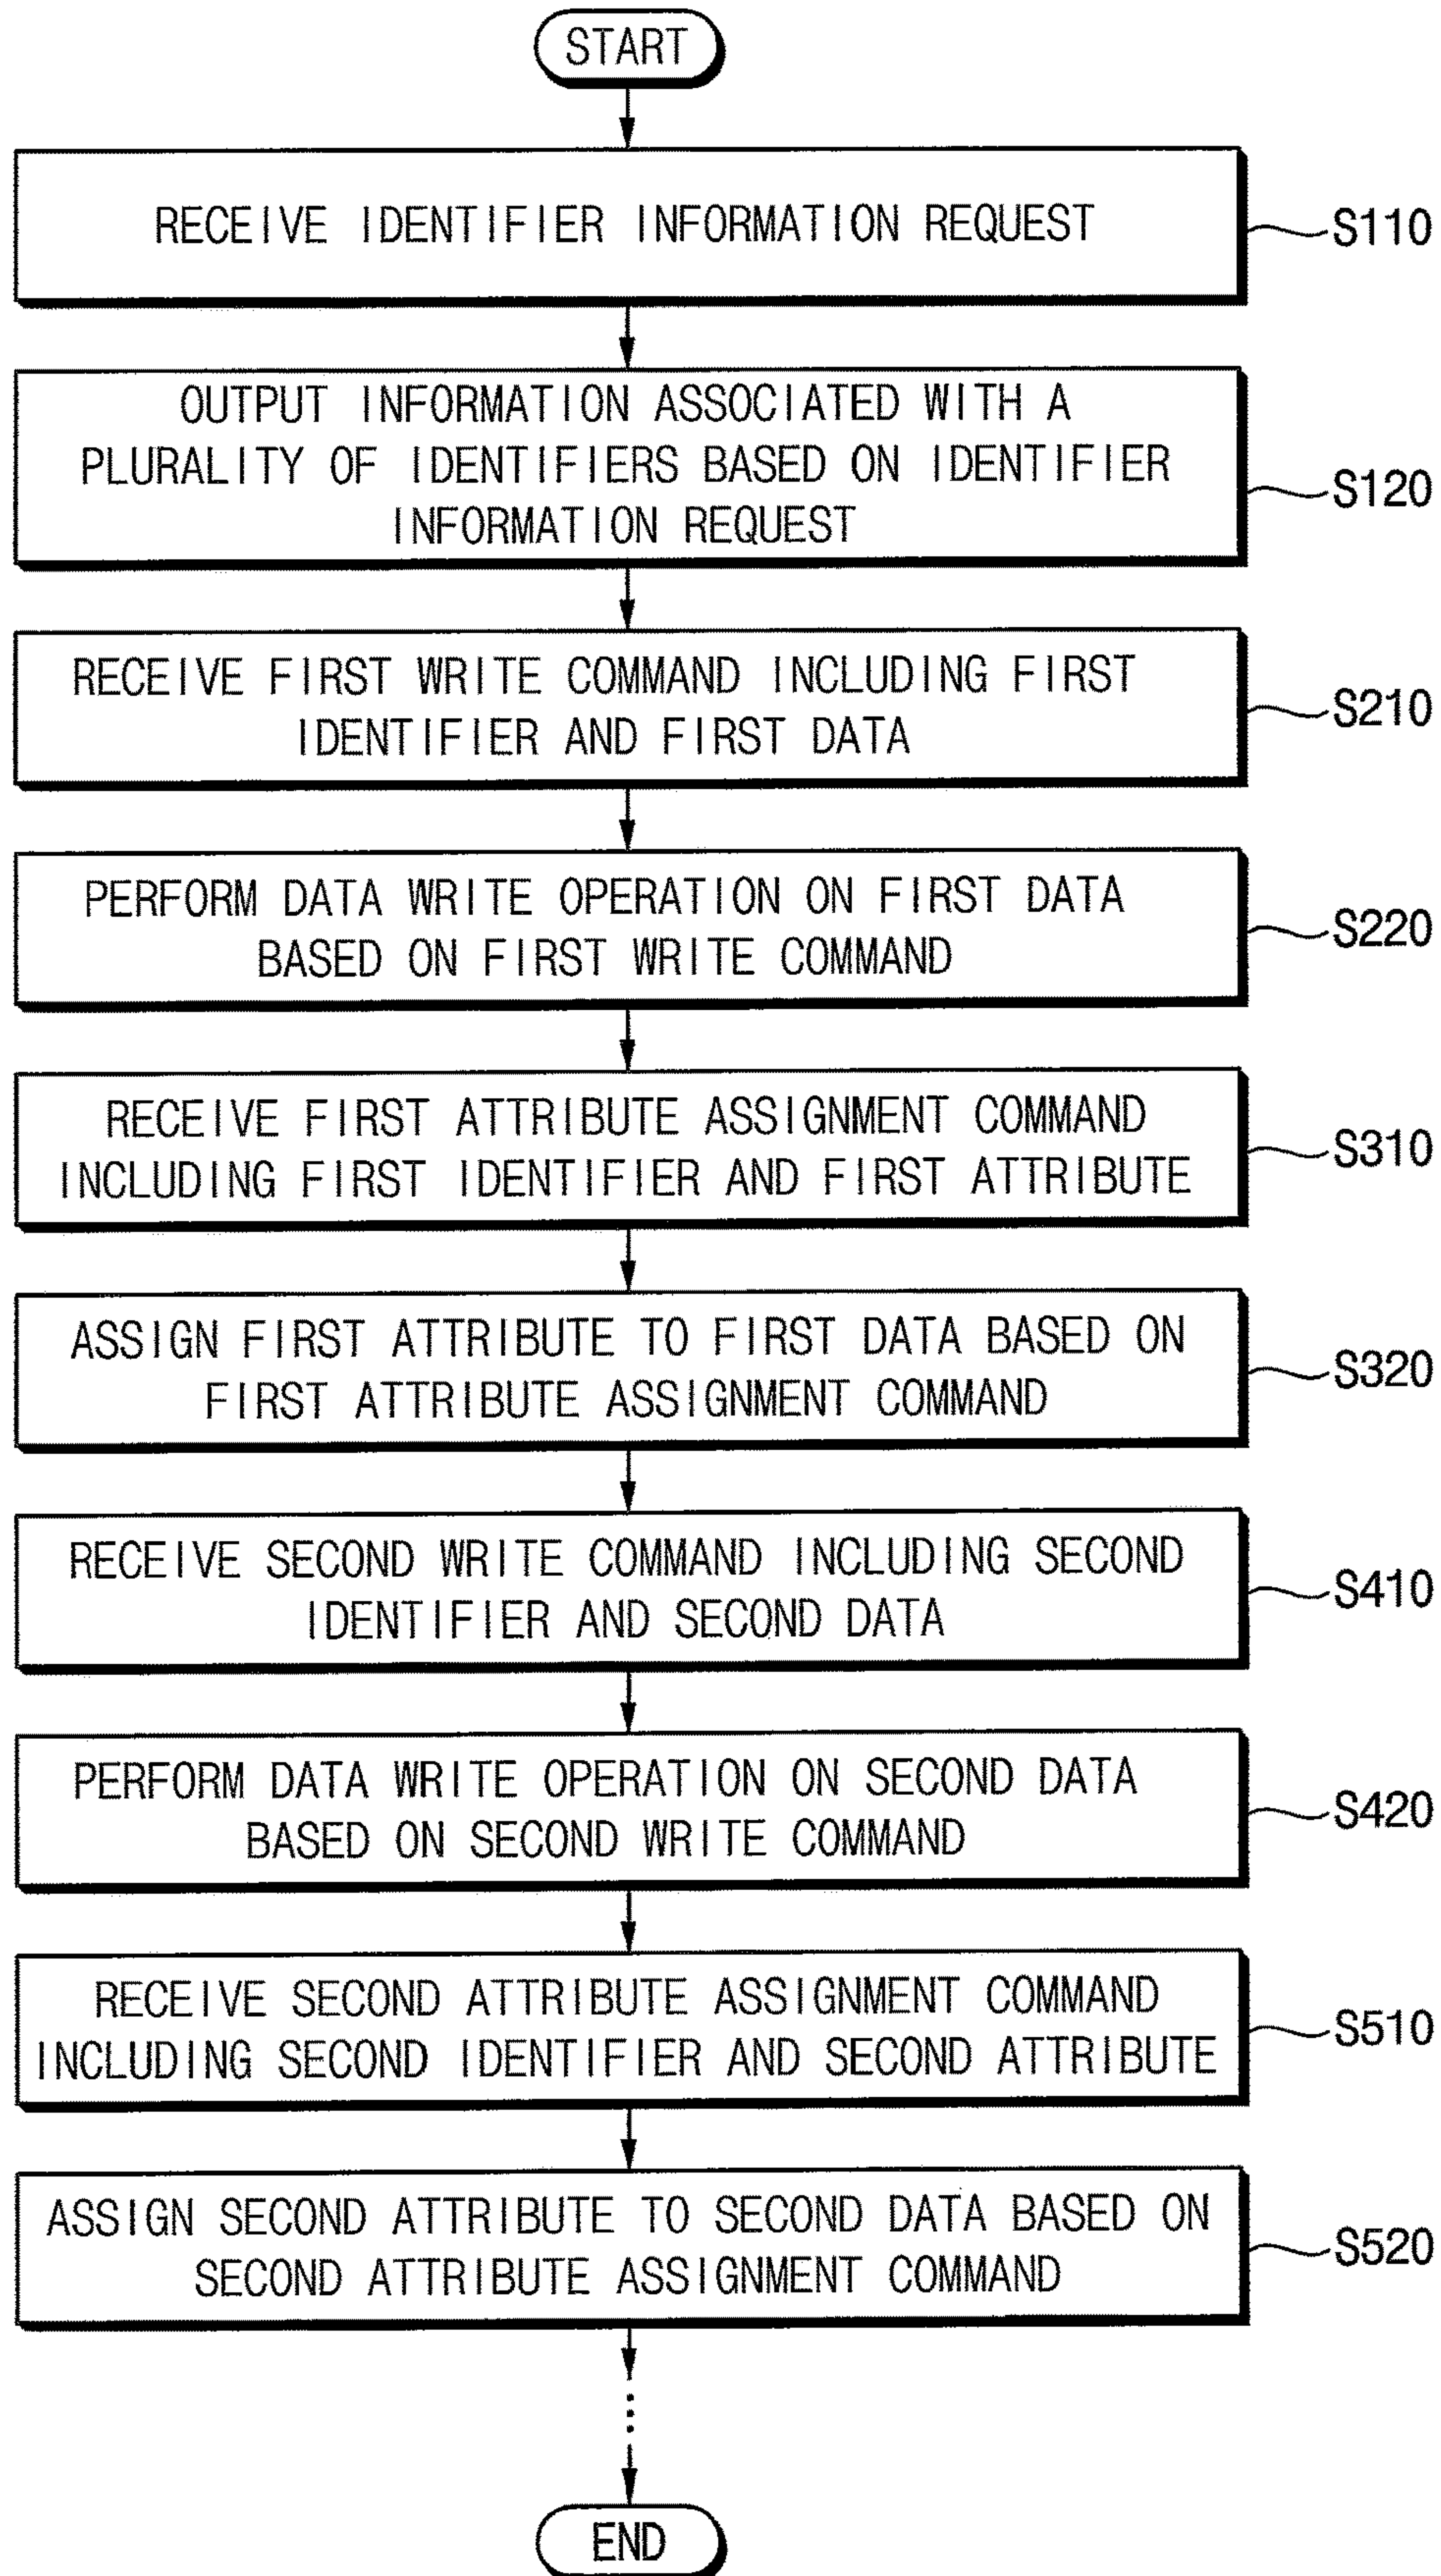 START
RECEIVE IDENTIFIER INFORMATION REQUEST
S110
OUTPUT INFORMATION ASSOCIATED WITH A
PLURALITY OF IDENTIFIERS BASED ON IDENTIFIER
INFORMATION REQUEST
S120
RECEIVE FIRST WRITE COMMAND INCLUDING FIRST
IDENTIFIER AND FIRST DATA
S210
PERFORM DATA WRITE OPERATION ON FIRST DATA
BASED ON FIRST WRITE COMMAND
S220
RECEIVE FIRST ATTRIBUTE ASSIGNMENT COMMAND
INCLUDING FIRST IDENTIFIER AND FIRST ATTRIBUTE
S310
ASSIGN FIRST ATTRIBUTE TO FIRST DATA BASED ON
FIRST ATTRIBUTE ASSIGNMENT COMMAND
S320
RECEIVE SECOND WRITE COMMAND INCLUDING SECOND
IDENTIFIER AND SECOND DATA
S410
PERFORM DATA WRITE OPERATION ON SECOND DATA
BASED ON SECOND WRITE COMMAND
S420
RECEIVE SECOND ATTRIBUTE ASSIGNMENT COMMAND
INCLUDING SECOND IDENTIFIER AND SECOND ATTRIBUTE
S510
ASSIGN SECOND ATTRIBUTE TO SECOND DATA BASED ON
SECOND ATTRIBUTE ASSIGNMENT COMMAND
S520
END